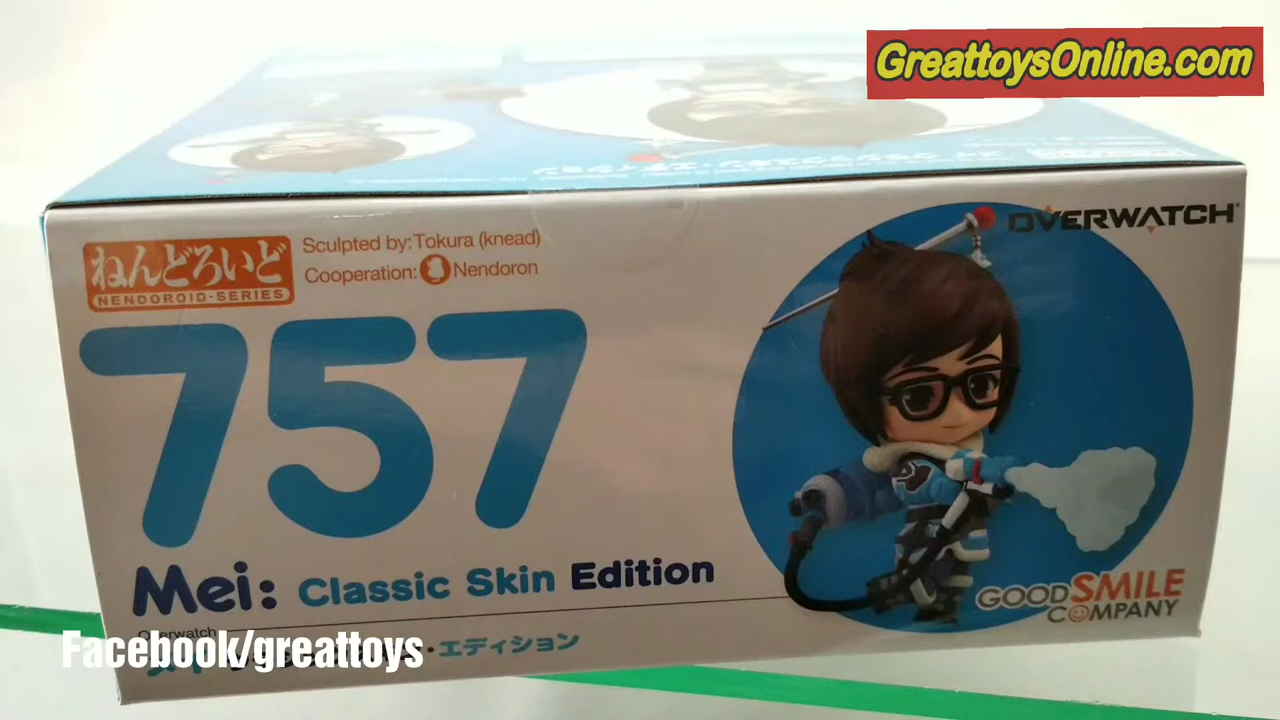 GreattoysOnline.com
OVERWATCH
ねんどろいど
NENDOROID-SERIES
Sculpted by: Tokura (knead)
Cooperation: Nendoron
757
Mei: Classic Skin Edition
GOOD SMILE
COMPANY
Overwatch
・エディション
Facebook/greattoys